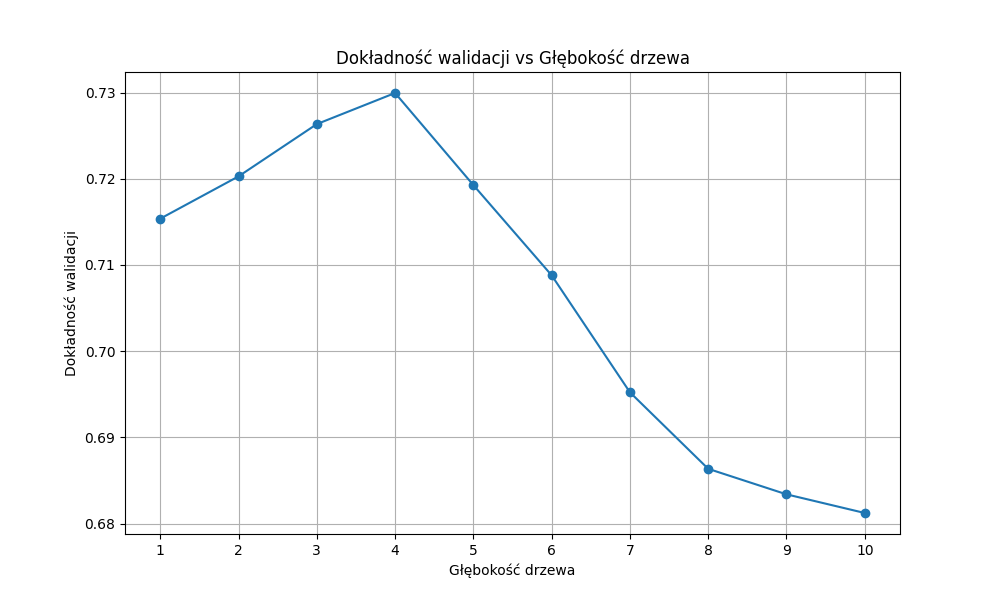 Dokładność walidacji vs Głębokość drzewa
Dokładność walidacji
0.73
0.72
0.71
0.70
0.69
0.68
1 2 3 4 5 6 7 8 9 10
Głębokość drzewa